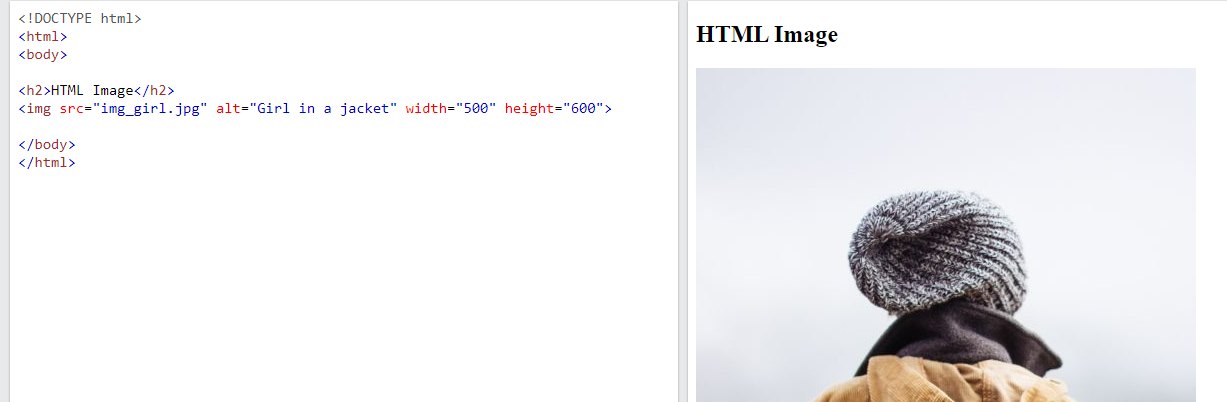 <!DOCTYPE html>
<html>
<body>
<h2>HTML Image</h2>
<img src="img_girl.jpg" alt="Girl in a jacket" width="500" height="600">
</body>
</html>
HTML Image